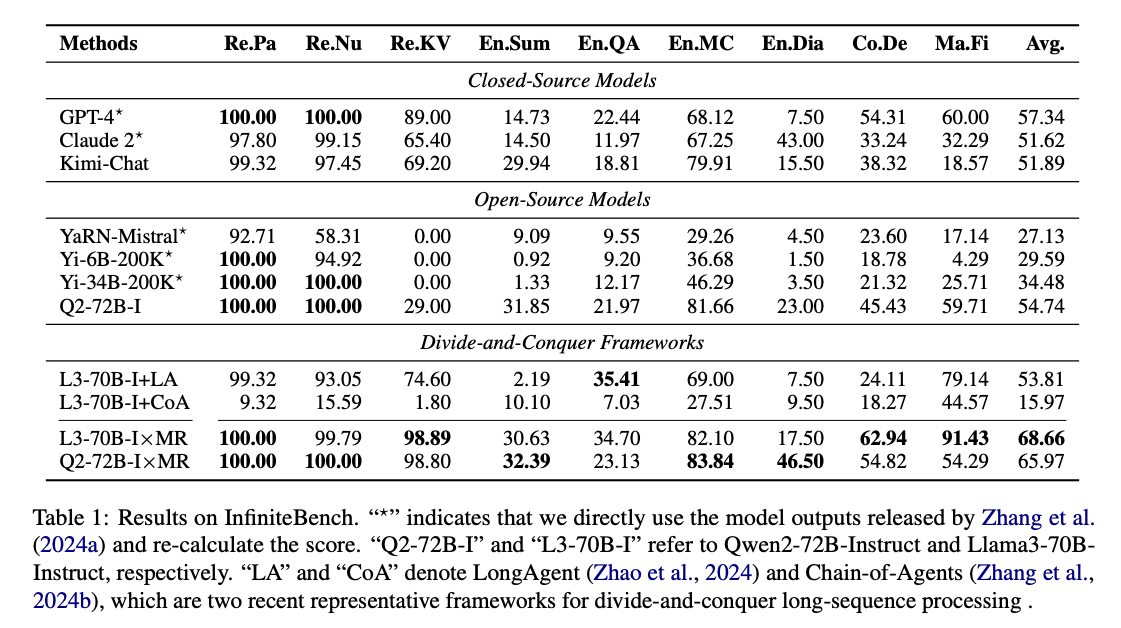 Methods Re.Pa Re.Nu Re.KV En.Sum En.QA En.MC En.Dia Co.De Ma.Fi Avg.
Closed-Source Models
GPT-4* 100.00 100.00 89.00 14.73 22.44 68.12 7.50 54.31 60.00 57.34
Claude 2* 97.80 99.15 65.40 14.50 11.97 67.25 43.00 33.24 32.29 51.62
Kimi-Chat 99.32 97.45 69.20 29.94 18.81 79.91 15.50 38.32 18.57 51.89
Open-Source Models
YaRN-Mistral* 92.71 58.31 0.00 9.09 9.55 29.26 4.50 23.60 17.14 27.13
Yi-6B-200K* 100.00 94.92 0.00 0.92 9.20 36.68 1.50 18.78 4.29 29.59
Yi-34B-200K* 100.00 100.00 0.00 1.33 12.17 46.29 3.50 21.32 25.71 34.48
Q2-72B-I 100.00 100.00 29.00 31.85 21.97 81.66 23.00 45.43 59.71 54.74
Divide-and-Conquer Frameworks
L3-70B-I+LA 99.32 93.05 74.60 2.19 35.41 69.00 7.50 24.11 79.14 53.81
L3-70B-I+CoA 9.32 15.59 1.80 10.10 7.03 27.51 9.50 18.27 44.57 15.97
L3-70B-I×MR 100.00 99.79 98.89 30.63 34.70 82.10 17.50 62.94 91.43 68.66
Q2-72B-I×MR 100.00 100.00 98.80 32.39 23.13 83.84 46.50 54.82 54.29 65.97
Table 1: Results on InfiniteBench. “*” indicates that we directly use the model outputs released by Zhang et al.
(2024a) and re-calculate the score. “Q2-72B-I” and “L3-70B-I” refer to Qwen2-72B-Instruct and Llama3-70B-
Instruct, respectively. “LA” and “CoA” denote LongAgent (Zhao et al., 2024) and Chain-of-Agents (Zhang et al.,
2024b), which are two recent representative frameworks for divide-and-conquer long-sequence processing .